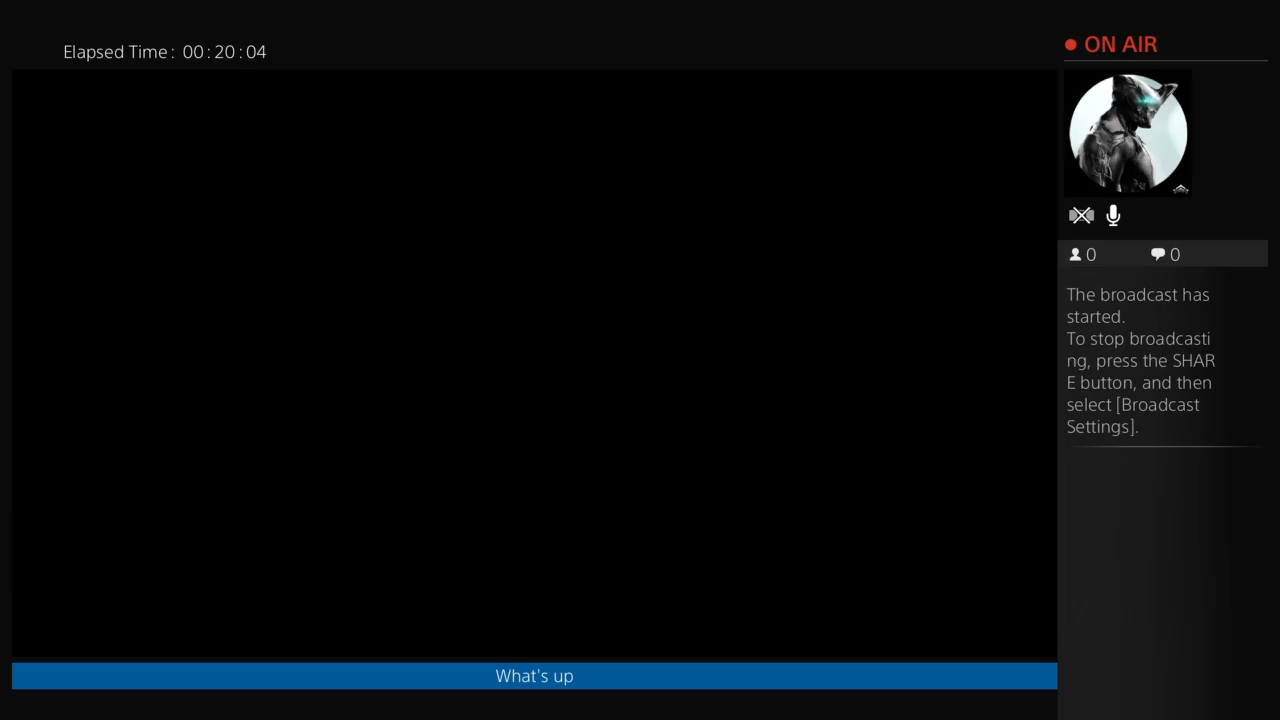 Elapsed Time: 00:20:04
ON AIR
0 0
The broadcast has
started.
To stop broadcasti
ng, press the SHAR
E button, and then
select [Broadcast
Settings].
What's up